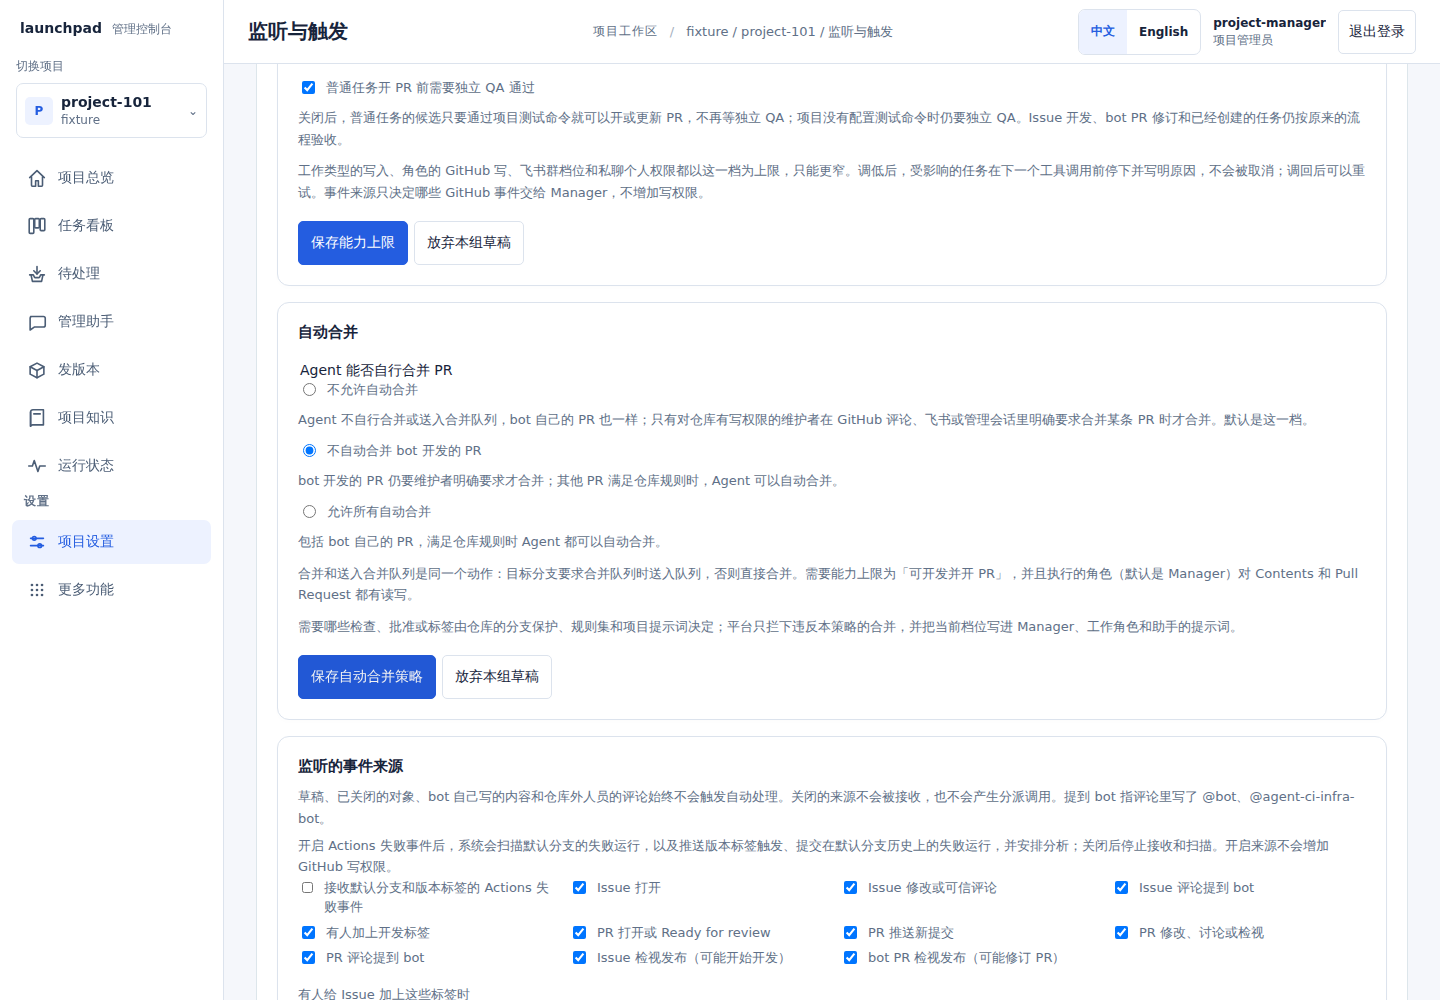 launchpad 管理控制台
切换项目
P
project-101
fixture
项目总览
任务看板
待处理
管理助手
发版本
项目知识
运行状态
设置
项目设置
更多功能
监听与触发
项目工作区 / fixture / project-101 / 监听与触发
中文 English
project-manager
项目管理员
退出登录
普通任务开 PR 前需要独立 QA 通过
关闭后，普通任务的候选只要通过项目测试命令就可以开或更新 PR，不再等独立 QA；项目没有配置测试命令时仍要独立 QA。Issue 开发、bot PR 修订和已经创建的任务仍按原来的流
程验收。
工作类型的写入、角色的 GitHub 写、飞书群档位和私聊个人权限都以这一档为上限，只能更窄。调低后，受影响的任务在下一个工具调用前停下并写明原因，不会被取消；调回后可以重
试。事件来源只决定哪些 GitHub 事件交给 Manager，不增加写权限。
保存能力上限 放弃本组草稿
自动合并
Agent 能否自行合并 PR
不允许自动合并
Agent 不自行合并或送入合并队列，bot 自己的 PR 也一样；只有对仓库有写权限的维护者在 GitHub 评论、飞书或管理会话里明确要求合并某条 PR 时才合并。默认是这一档。
不自动合并 bot 开发的 PR
bot 开发的 PR 仍要维护者明确要求才合并；其他 PR 满足仓库规则时，Agent 可以自动合并。
允许所有自动合并
包括 bot 自己的 PR，满足仓库规则时 Agent 都可以自动合并。
合并和送入合并队列是同一个动作：目标分支要求合并队列时送入队列，否则直接合并。需要能力上限为「可开发并开 PR」，并且执行的角色（默认是 Manager）对 Contents 和 Pull
Request 都有读写。
需要哪些检查、批准或标签由仓库的分支保护、规则集和项目提示词决定；平台只拦下违反本策略的合并，并把当前档位写进 Manager、工作角色和助手的提示词。
保存自动合并策略 放弃本组草稿
监听的事件来源
草稿、已关闭的对象、bot 自己写的内容和仓库外人员的评论始终不会触发自动处理。关闭的来源不会被接收，也不会产生分派调用。提到 bot 指评论里写了 @bot、@agent-ci-infra-
bot。
开启 Actions 失败事件后，系统会扫描默认分支的失败运行，以及推送版本标签触发、提交在默认分支历史上的失败运行，并安排分析；关闭后停止接收和扫描。开启来源不会增加
GitHub 写权限。
接收默认分支和版本标签的 Actions 失
败事件
Issue 打开
Issue 修改或可信评论
Issue 评论提到 bot
有人加上开发标签
PR 打开或 Ready for review
PR 推送新提交
PR 修改、讨论或检视
PR 评论提到 bot
Issue 检视发布（可能开始开发）
bot PR 检视发布（可能修订 PR）
有人给 Issue 加上这些标签时